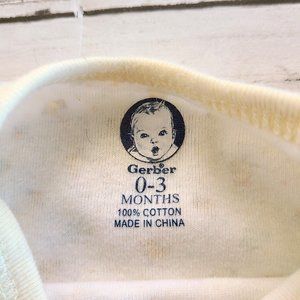 Gerber®
0-3
MONTHS
100% COTTON
MADE IN CHINA